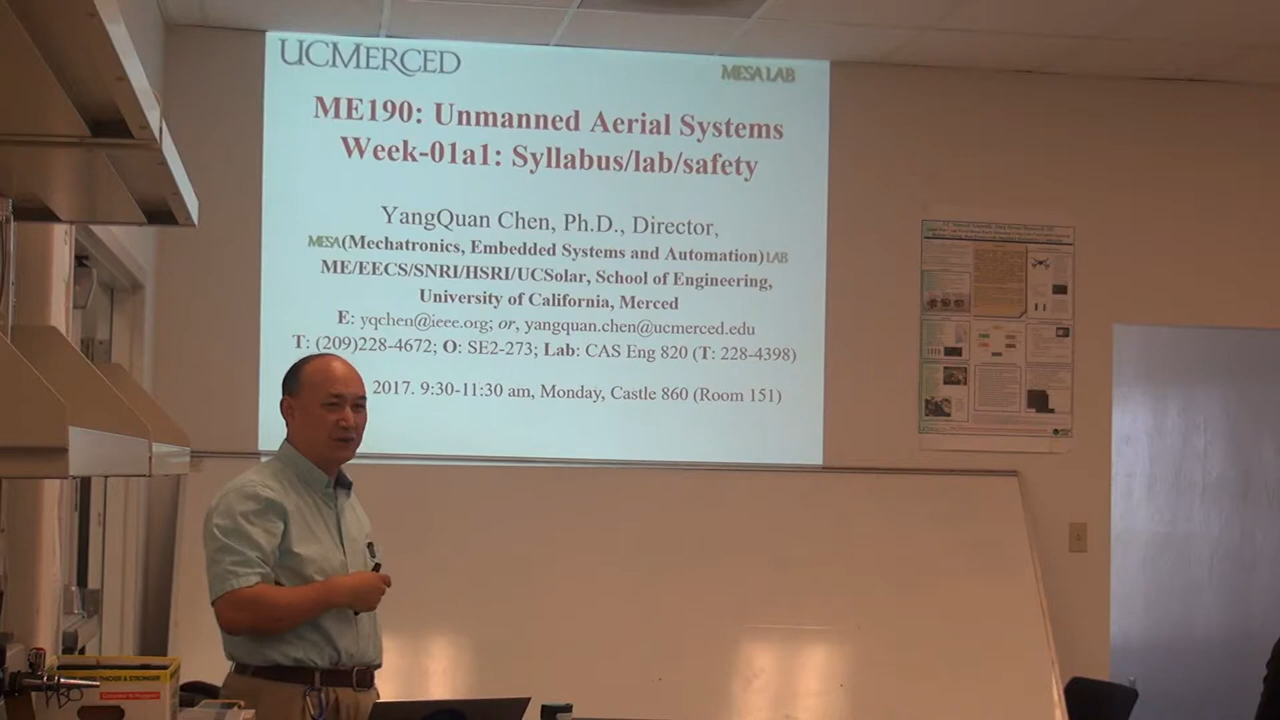 UCMERCED
MESA LAB
ME190: Unmanned Aerial Systems
Week-01a1: Syllabus/lab/safety
YangQuan Chen, Ph.D., Director,
MESA(Mechatronics, Embedded Systems and Automation)LAB
ME/EECS/SNRI/HSRI/UCSolar, School of Engineering,
University of California, Merced
E: yqchen@ieee.org; or, yangquan.chen@ucmerced.edu
T: (209)228-4672; O: SE2-273; Lab: CAS Eng 820 (T: 228-4398)
2017. 9:30-11:30 am, Monday, Castle 860 (Room 151)
& STRONGER